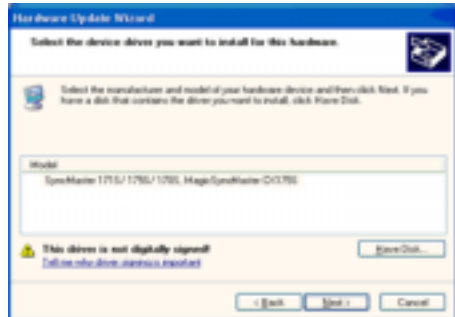 Hardware Update Wizard
Select the device driver you want to install for this hardware.
Select the manufacturer and model of your hardware device and then click Next. If you
have a disk that contains the driver you want to install, click Have Disk.
Model
SyncMaster 171S/ 175S/ 170S, MagicSyncMaster
This driver is not digitally signed!
Tell me why driver signing is important
Have Disk...
< Back
Next >
Cancel